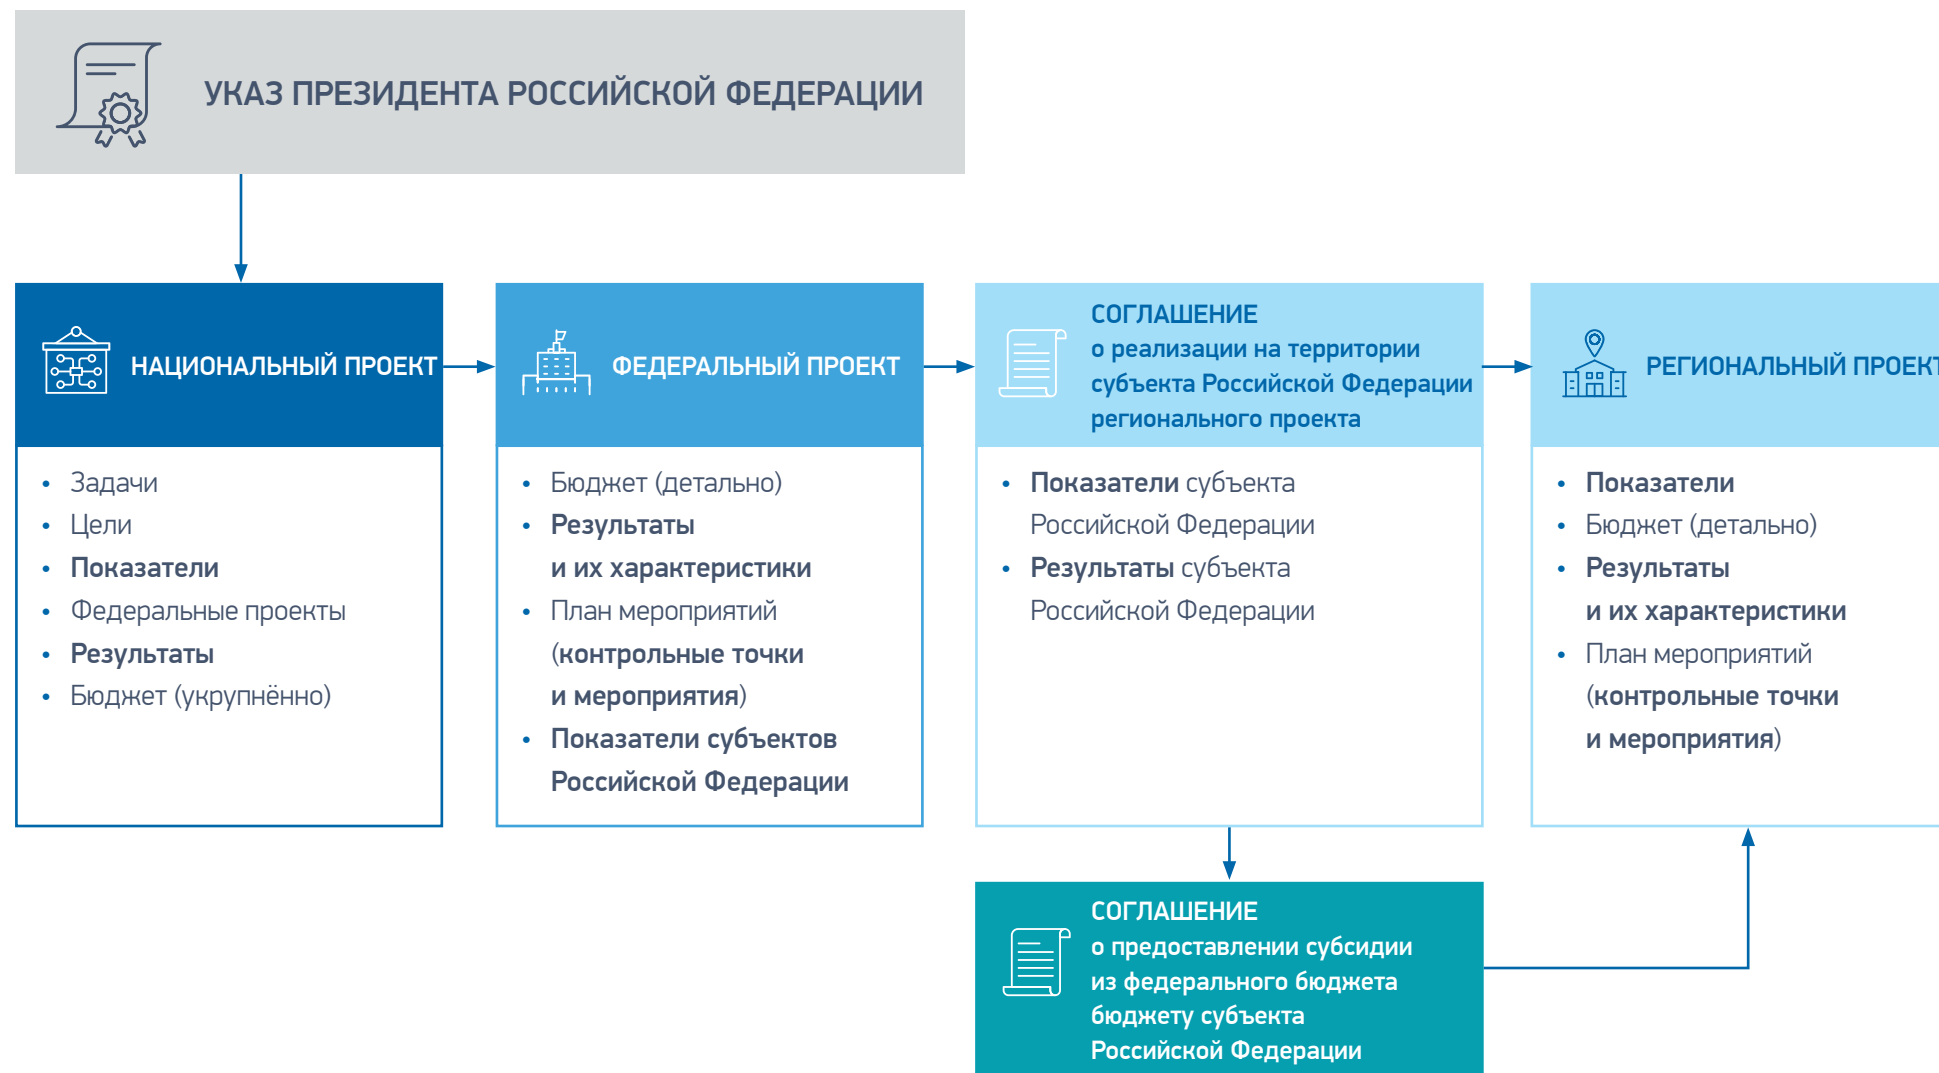 УКАЗ ПРЕЗИДЕНТА РОССИЙСКОЙ ФЕДЕРАЦИИ
НАЦИОНАЛЬНЫЙ ПРОЕКТ
• Задачи
• Цели
• Показатели
• Федеральные проекты
• Результаты
• Бюджет (укрупнённо)
ФЕДЕРАЛЬНЫЙ ПРОЕКТ
• Бюджет (детально)
• Результаты
и их характеристики
• План мероприятий
(контрольные точки
и мероприятия)
• Показатели субъектов
Российской Федерации
СОГЛАШЕНИЕ
о реализации на территории
субъекта Российской Федерации
регионального проекта
• Показатели субъекта
Российской Федерации
• Результаты субъекта
Российской Федерации
РЕГИОНАЛЬНЫЙ ПРОЕКТ
• Показатели
• Бюджет (детально)
• Результаты
и их характеристики
• План мероприятий
(контрольные точки
и мероприятия)
СОГЛАШЕНИЕ
о предоставлении субсидии
из федерального бюджета
бюджету субъекта
Российской Федерации